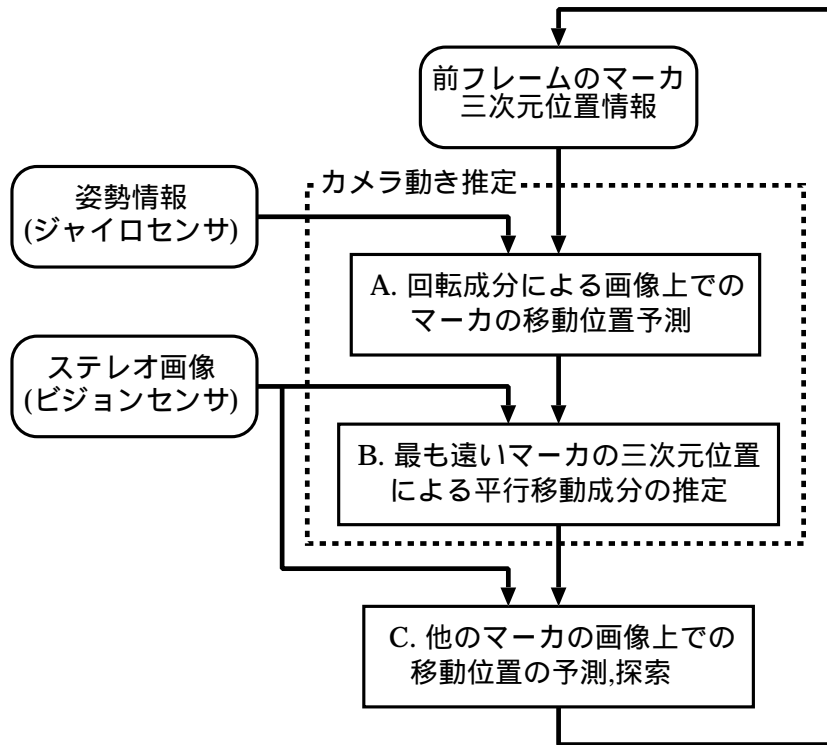 前フレームのマーカ
三次元位置情報
姿勢情報
(ジャイロセンサ)
カメラ動き推定
A. 回転成分による画像上での
マーカの移動位置予測
ステレオ画像
(ビジョンセンサ)
B. 最も遠いマーカの三次元位置
による平行移動成分の推定
C. 他のマーカの画像上での
移動位置の予測,探索